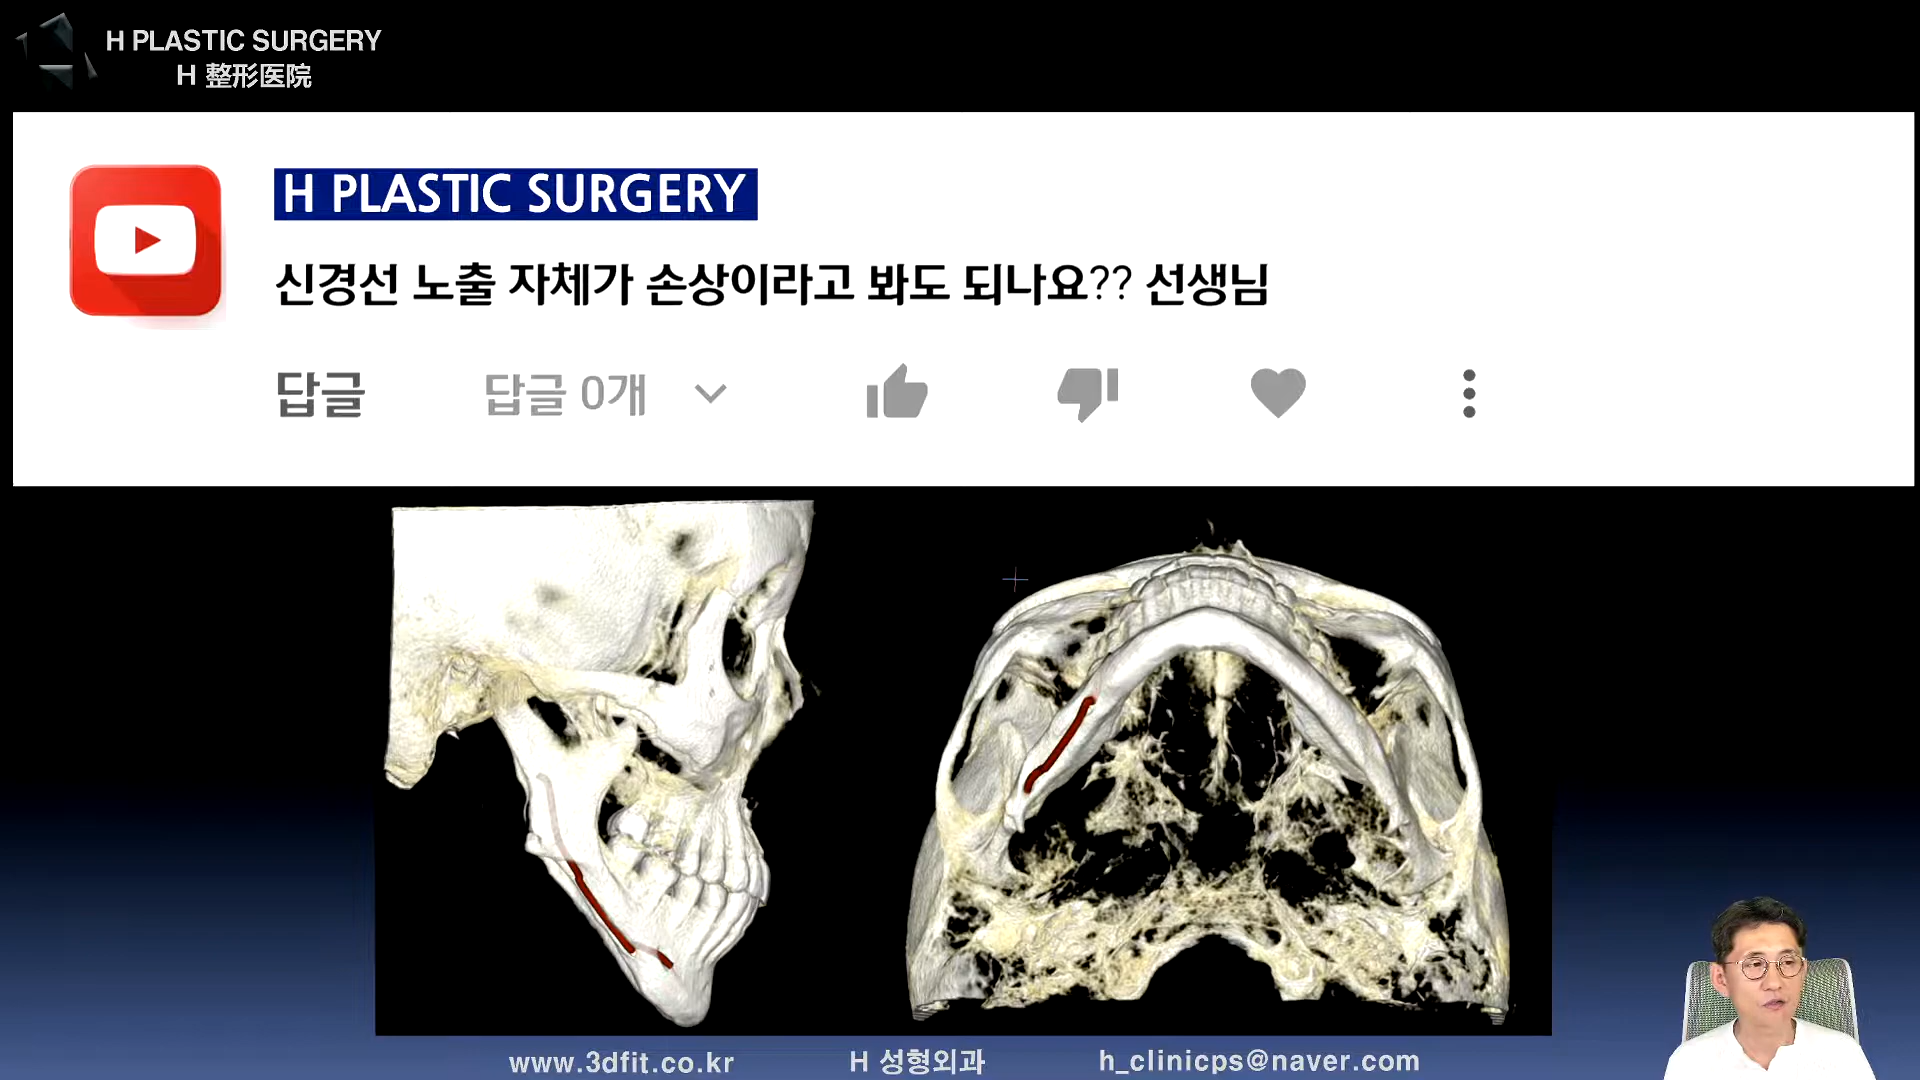 H PLASTIC SURGERY
H 整形医院
H PLASTIC SURGERY
신경선 노출 자체가 손상이라고 봐도 되나요?? 선생님
답글 답글 0개
www.3dfit.co.kr H 성형외과 h_clinicps@naver.com